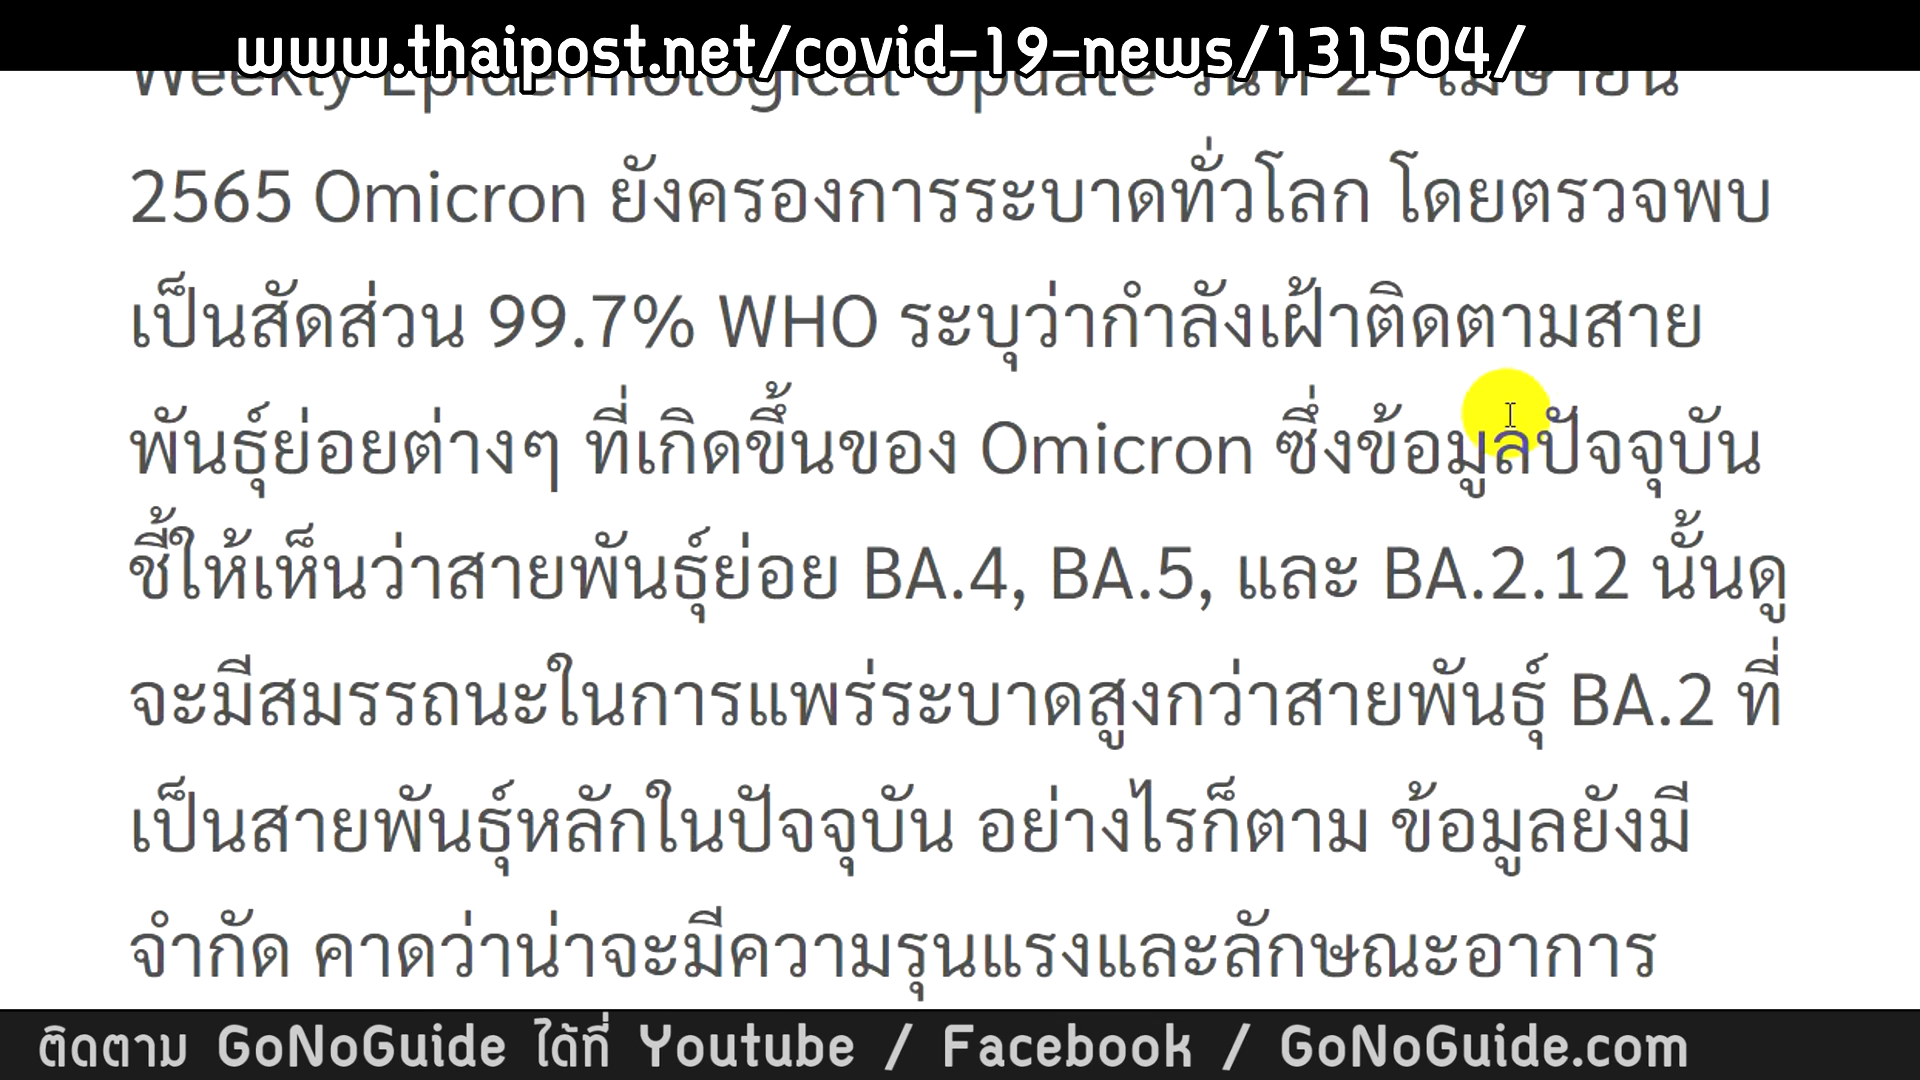 www.thaipost.net/covid-19-news/131504/
Weekly Epidemiological Update วันที่ 27 เมษายน
2565 Omicron ยังครองการระบาดทั่วโลก โดยตรวจพบ
เป็นสัดส่วน 99.7% WHO ระบุว่ากำลังเฝ้าติดตามสาย
พันธุ์ย่อยต่างๆ ที่เกิดขึ้นของ Omicron ซึ่งข้อมูลปัจจุบัน
ชี้ให้เห็นว่าสายพันธุ์ย่อย BA.4, BA.5, และ BA.2.12 นั้นดู
จะมีสมรรถนะในการแพร่ระบาดสูงกว่าสายพันธุ์ BA.2 ที่
เป็นสายพันธุ์หลักในปัจจุบัน อย่างไรก็ตาม ข้อมูลยังมี
จำกัด คาดว่าน่าจะมีความรุนแรงและลักษณะอาการ
ติดตาม GoNoGuide ได้ที่ Youtube / Facebook / GoNoGuide.com